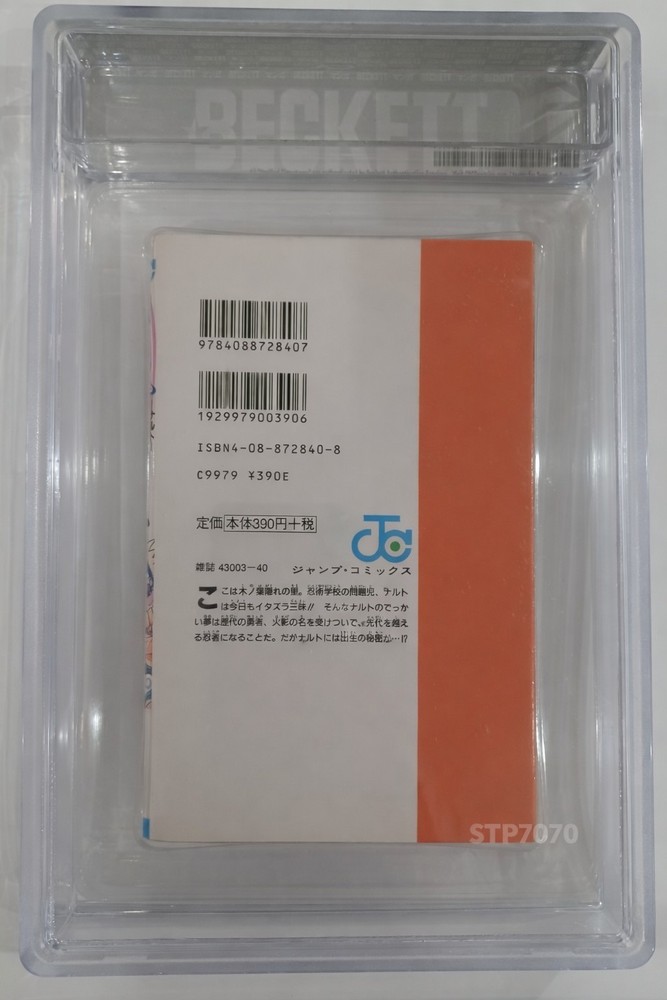 BECKETT
9784088728407
1929979003906
ISBN4-08-872840-8
C9979 ¥390E
定価 本体390円+税
雑誌 43003-40
ジャンプ・コミックス
ここは木ノ葉隠れの里。忍術学校の問題児、ナルト
は今日もイタズラ三昧!! そんなナルトのでっか
い夢は歴代の勇者、火影の名を受けついで、先代を越え
る忍者になることだ。だがナルトには出生の秘密が…!?
STP7070